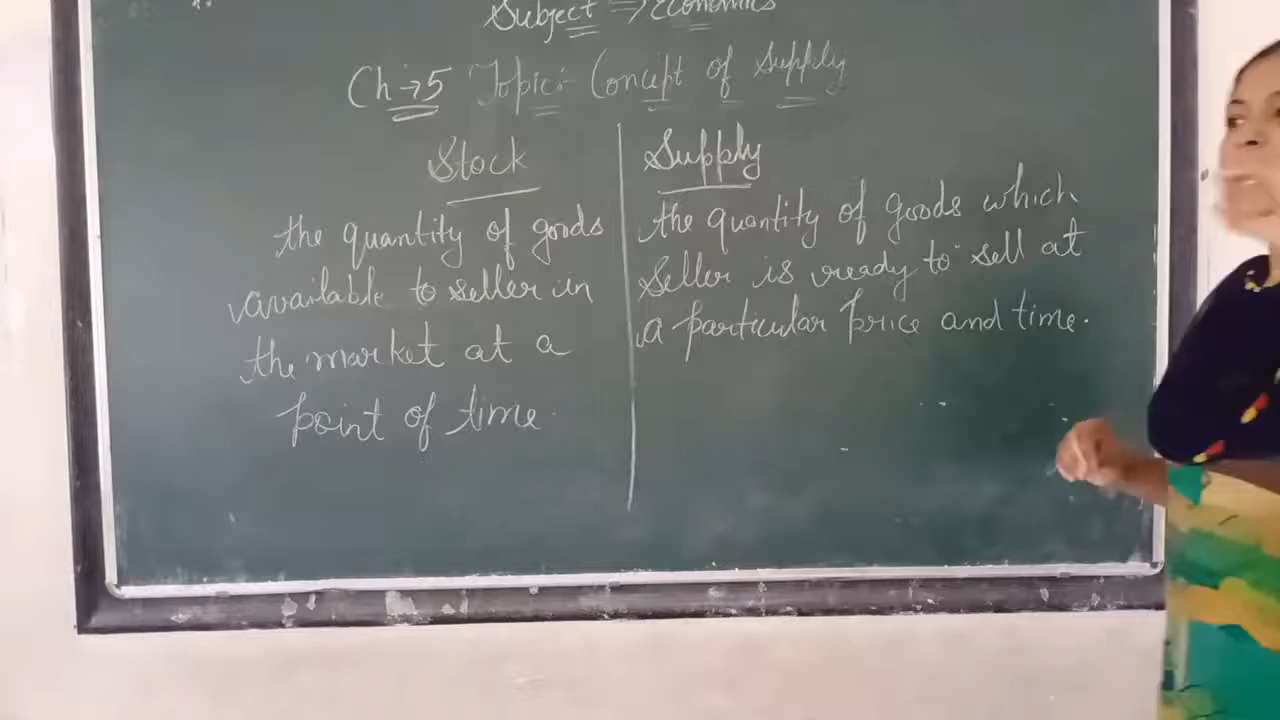 Subject ⇒ Economics
Ch → 5 Topic:- Concept of Supply
Stock
the quantity of goods
available to seller in
the market at a
point of time.
Supply
the quantity of goods which
seller is ready to sell at
a particular price and time.